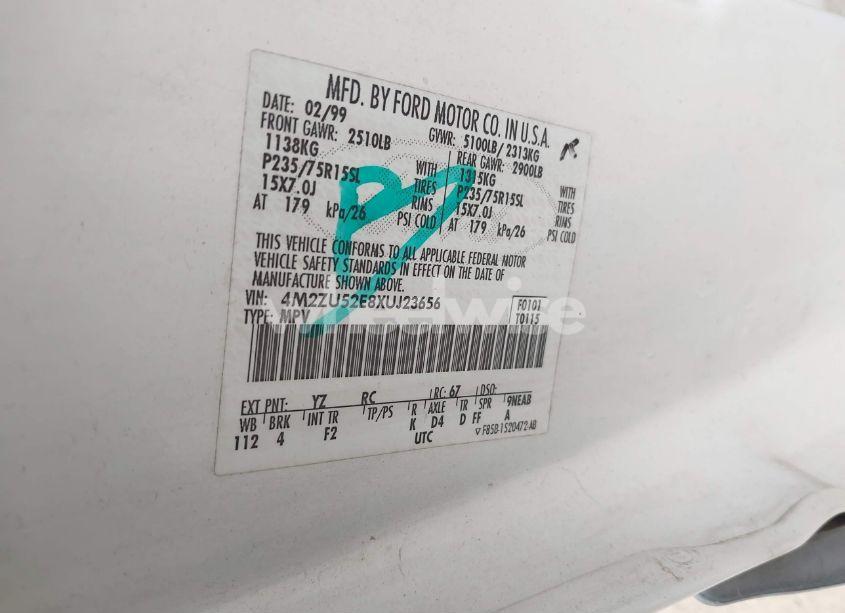 MFD. BY FORD MOTOR CO. IN U.S.A.
DATE: 02/99 GVWR: 5100LB/2313KG
FRONT GAWR: 2510LB REAR GAWR: 2900LB
1138KG WITH 1315KG WITH
P235/75R15SL TIRES P235/75R15SL TIRES
15X7.0J RIMS 15X7.0J RIMS
AT 179 kPa/26 PSI COLD AT 179 kPa/26 PSI COLD
THIS VEHICLE CONFORMS TO ALL APPLICABLE FEDERAL MOTOR
VEHICLE SAFETY STANDARDS IN EFFECT ON THE DATE OF
MANUFACTURE SHOWN ABOVE.
VIN: 4M2ZU52E8XUJ23656 F0101
TYPE: MPV T0115
EXT PNT: YZ RC RC: 67 DSO:
WB BRK INT TR TP/PS R AXLE TR SPR 9NEAB
112 4 F2 K D4 D FF A
UTC F85B-1520472-AB